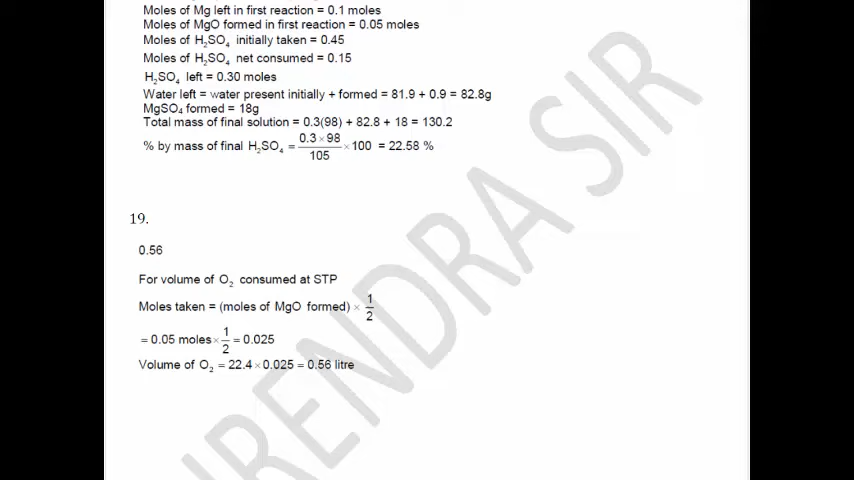 Moles of Mg left in first reaction = 0.1 moles
Moles of MgO formed in first reaction = 0.05 moles
Moles of H₂SO₄ initially taken = 0.45
Moles of H₂SO₄ net consumed = 0.15
H₂SO₄ left = 0.30 moles
Water left = water present initially + formed = 81.9 + 0.9 = 82.8g
MgSO₄ formed = 18g
Total mass of final solution = 0.3(98) + 82.8 + 18 = 130.2
% by mass of final H₂SO₄ = (0.3×98)/105 × 100 = 22.58 %
19.
0.56
For volume of O₂ consumed at STP
Moles taken = (moles of MgO formed) × 1/2
= 0.05 moles × 1/2 = 0.025
Volume of O₂ = 22.4 × 0.025 = 0.56 litre
IRENDRA SIR